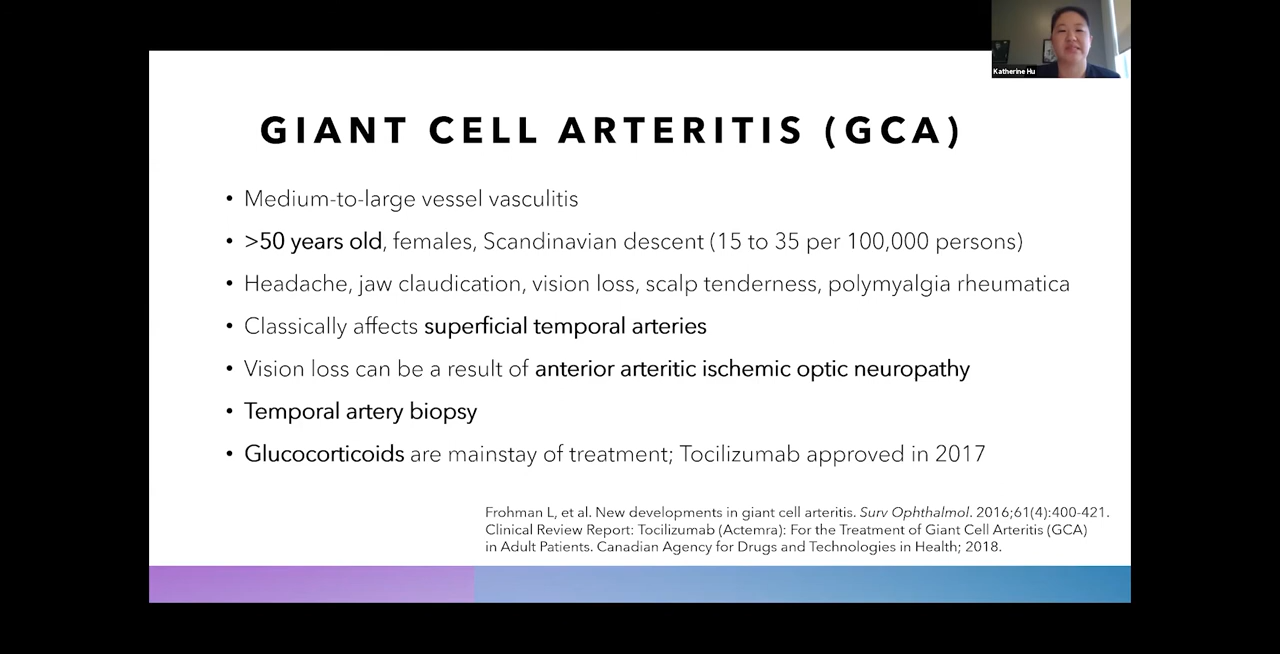 Katherine Hu
GIANT CELL ARTERITIS (GCA)
• Medium-to-large vessel vasculitis
• >50 years old, females, Scandinavian descent (15 to 35 per 100,000 persons)
• Headache, jaw claudication, vision loss, scalp tenderness, polymyalgia rheumatica
• Classically affects superficial temporal arteries
• Vision loss can be a result of anterior arteritic ischemic optic neuropathy
• Temporal artery biopsy
• Glucocorticoids are mainstay of treatment; Tocilizumab approved in 2017
Frohman L, et al. New developments in giant cell arteritis. Surv Ophthalmol. 2016;61(4):400-421.
Clinical Review Report: Tocilizumab (Actemra): For the Treatment of Giant Cell Arteritis (GCA)
in Adult Patients. Canadian Agency for Drugs and Technologies in Health; 2018.